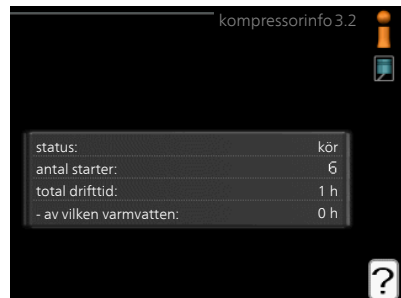 kompressorinfo 3.2
status: kör
antal starter: 6
total drifttid: 1 h
- av vilken varmvatten: 0 h
?